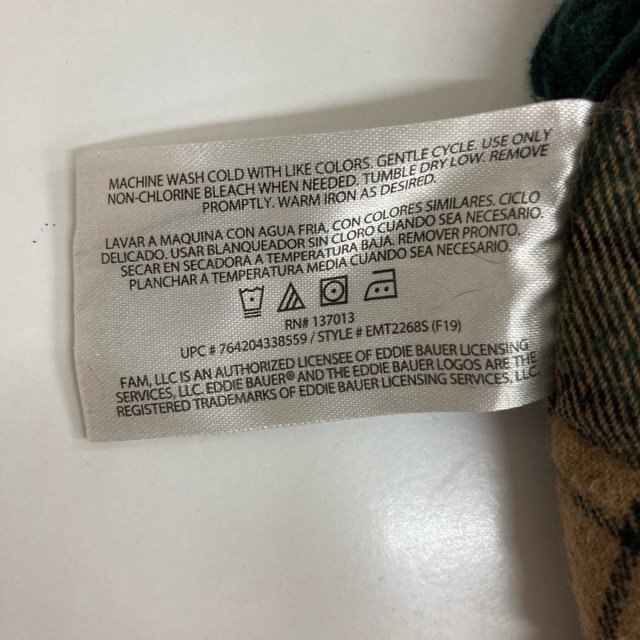 MACHINE WASH COLD WITH LIKE COLORS. GENTLE CYCLE. USE ONLY
NON-CHLORINE BLEACH WHEN NEEDED. TUMBLE DRY LOW. REMOVE
PROMPTLY. WARM IRON AS DESIRED.
LAVAR A MAQUINA CON AGUA FRIA, CON COLORES SIMILARES. CICLO
DELICADO. USAR BLANQUEADOR SIN CLORO CUANDO SEA NECESARIO.
SECAR EN SECADORA A TEMPERATURA BAJA. REMOVER PRONTO.
PLANCHAR A TEMPERATURA MEDIA CUANDO SEA NECESARIO.
RN# 137013
UPC # 764204338559 / STYLE # EMT2268S (F19)
FAM, LLC IS AN AUTHORIZED LICENSEE OF EDDIE BAUER LICENSING
SERVICES, LLC. EDDIE BAUER® AND THE EDDIE BAUER LOGOS ARE THE
REGISTERED TRADEMARKS OF EDDIE BAUER LICENSING SERVICES, LLC